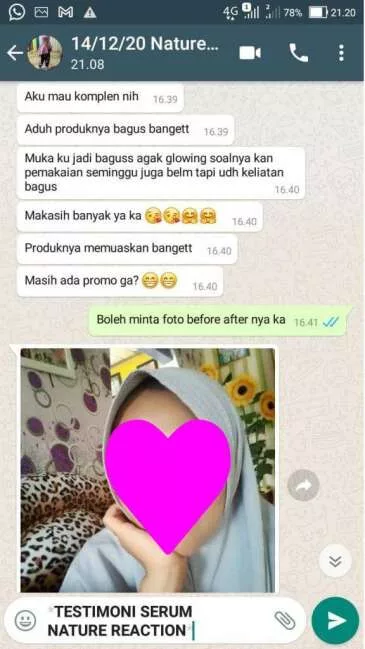 4G 1 2 78% 21.20
14/12/20 Nature...
21.08
Aku mau komplen nih 16.39
Aduh produknya bagus bangett 16.39
Muka ku jadi baguss agak glowing soalnya kan
pemakaian seminggu juga belm tapi udh keliatan
bagus 16.40
Makasih banyak ya ka 😘😘🤗🤗 16.40
Produknya memuaskan bangett 16.40
Masih ada promo ga? 😁😁 16.40
Boleh minta foto before after nya ka 16.41
TESTIMONI SERUM
NATURE REACTION